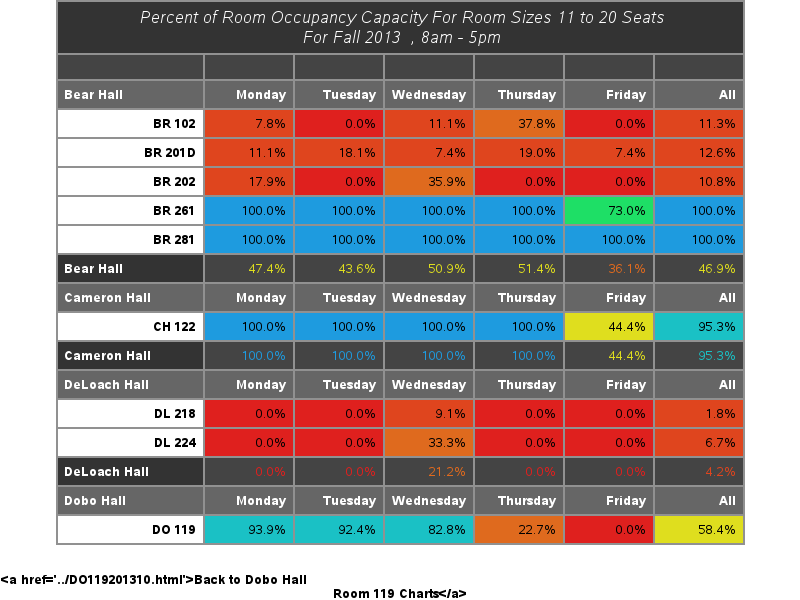 Percent of Room Occupancy Capacity For Room Sizes 11 to 20 Seats
For Fall 2013 , 8am - 5pm
Bear Hall Monday Tuesday Wednesday Thursday Friday All
BR 102 7.8% 0.0% 11.1% 37.8% 0.0% 11.3%
BR 201D 11.1% 18.1% 7.4% 19.0% 7.4% 12.6%
BR 202 17.9% 0.0% 35.9% 0.0% 0.0% 10.8%
BR 261 100.0% 100.0% 100.0% 100.0% 73.0% 100.0%
BR 281 100.0% 100.0% 100.0% 100.0% 100.0% 100.0%
Bear Hall 47.4% 43.6% 50.9% 51.4% 36.1% 46.9%
Cameron Hall Monday Tuesday Wednesday Thursday Friday All
CH 122 100.0% 100.0% 100.0% 100.0% 44.4% 95.3%
Cameron Hall 100.0% 100.0% 100.0% 100.0% 44.4% 95.3%
DeLoach Hall Monday Tuesday Wednesday Thursday Friday All
DL 218 0.0% 0.0% 9.1% 0.0% 0.0% 1.8%
DL 224 0.0% 0.0% 33.3% 0.0% 0.0% 6.7%
DeLoach Hall 0.0% 0.0% 21.2% 0.0% 0.0% 4.2%
Dobo Hall Monday Tuesday Wednesday Thursday Friday All
DO 119 93.9% 92.4% 82.8% 22.7% 0.0% 58.4%
<a href='../DO119201310.html'>Back to Dobo Hall
Room 119 Charts</a>